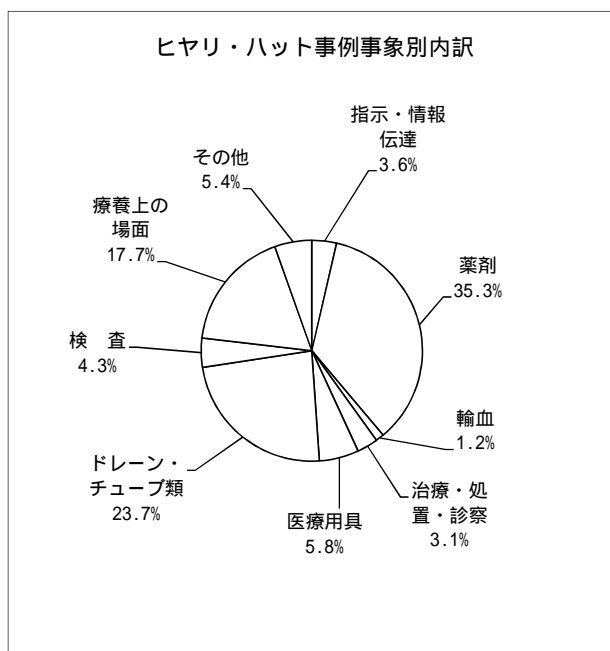 ヒヤリ・ハット事例事象別内訳
指示・情報
伝達
3.6%
薬剤
35.3%
輸血
1.2%
治療・処
置・診察
3.1%
医療用具
5.8%
ドレーン・
チューブ類
23.7%
検　査
4.3%
療養上の
場面
17.7%
その他
5.4%